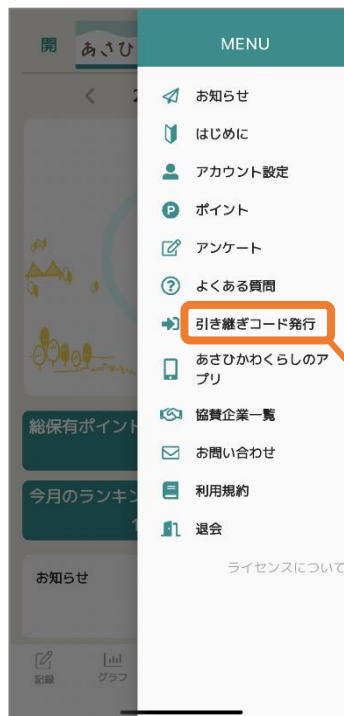 開
あさひ
MENU
お知らせ
はじめに
アカウント設定
ポイント
アンケート
よくある質問
引き継ぎコード発行
あさひかわくらしのア
プリ
協賛企業一覧
お問い合わせ
利用規約
退会
ライセンスについて
総保有ポイント
今月のランキン
1
お知らせ
記録
グラフ